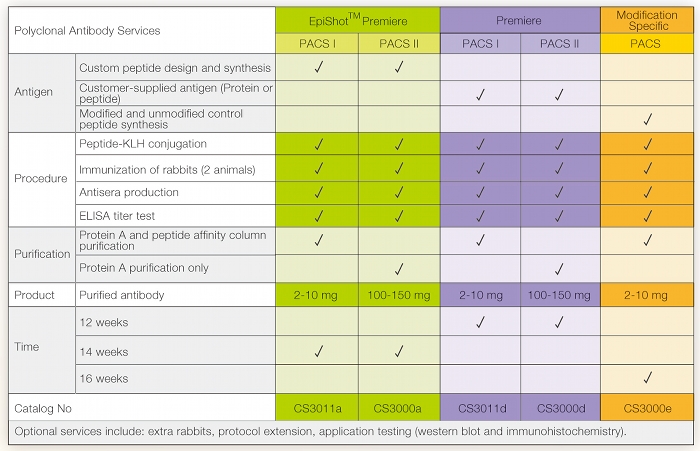 Polyclonal Antibody Services
EpiShot™ Premiere
Premiere
Modification
Specific
PACS I
PACS II
PACS I
PACS II
PACS
Antigen
Custom peptide design and synthesis ✓ ✓
Customer-supplied antigen (Protein or
peptide) ✓ ✓
Modified and unmodified control
peptide synthesis ✓
Procedure
Peptide-KLH conjugation ✓ ✓ ✓ ✓ ✓
Immunization of rabbits (2 animals) ✓ ✓ ✓ ✓ ✓
Antisera production ✓ ✓ ✓ ✓ ✓
ELISA titer test ✓ ✓ ✓ ✓ ✓
Purification
Protein A and peptide affinity column
purification ✓ ✓ ✓
Protein A purification only ✓ ✓
Product Purified antibody 2-10 mg 100-150 mg 2-10 mg 100-150 mg 2-10 mg
Time
12 weeks ✓ ✓
14 weeks ✓ ✓
16 weeks ✓
Catalog No CS3011a CS3000a CS3011d CS3000d CS3000e
Optional services include: extra rabbits, protocol extension, application testing (western blot and immunohistochemistry).